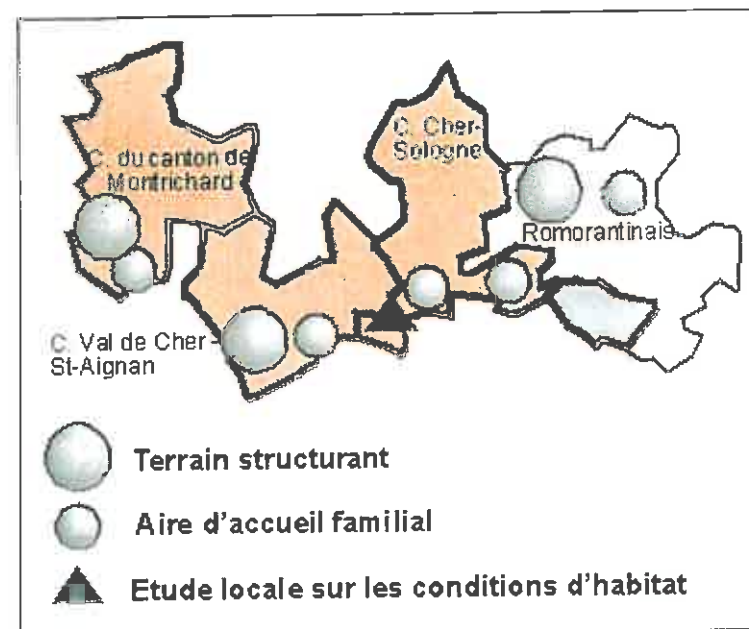 C. du canton de
Montrichard
C. Cher-
Sologne
Romorantinais
C. Val de Cher-
St-Aignan
Terrain structurant
Aire d'accueil familial
Etude locale sur les conditions d'habitat